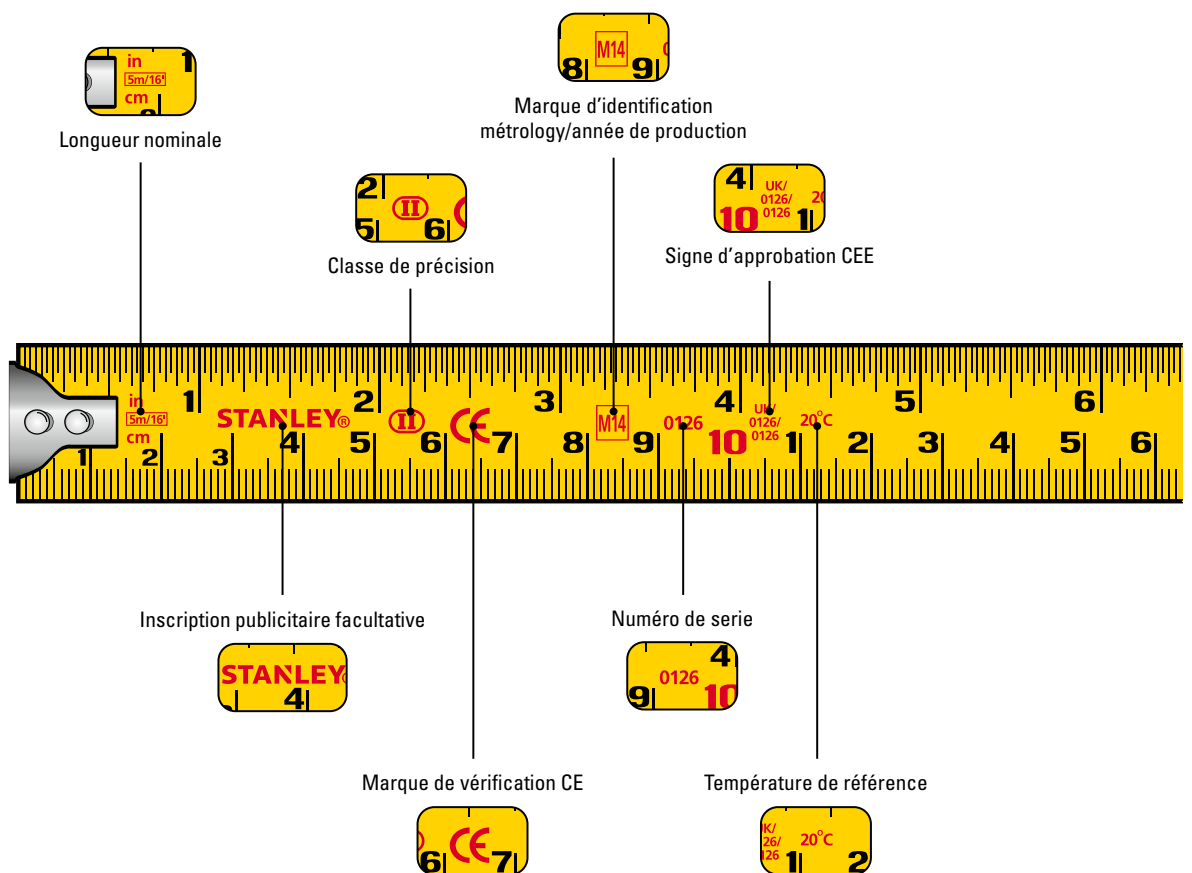 in 1
5m/16'
cm
2
Longueur nominale
M14
8 9
Marque d'identification
métrology/année de production
2
II
5 6
Classe de précision
4 UK/
0126/ 20
10 0126 1
Signe d'approbation CEE
in 1 2 3 4 5 6
5m/16' STANLEY® II CE M14 0126 UK/ 20°C
cm 0126/
0126
1 2 3 4 5 6 7 8 9 10 1 2 3 4 5 6
Inscription publicitaire facultative
STANLEY
4
Numéro de serie
4
0126
9 10
Marque de vérification CE
CE
6 7
Température de référence
K/
26/ 20°C
126 1 2